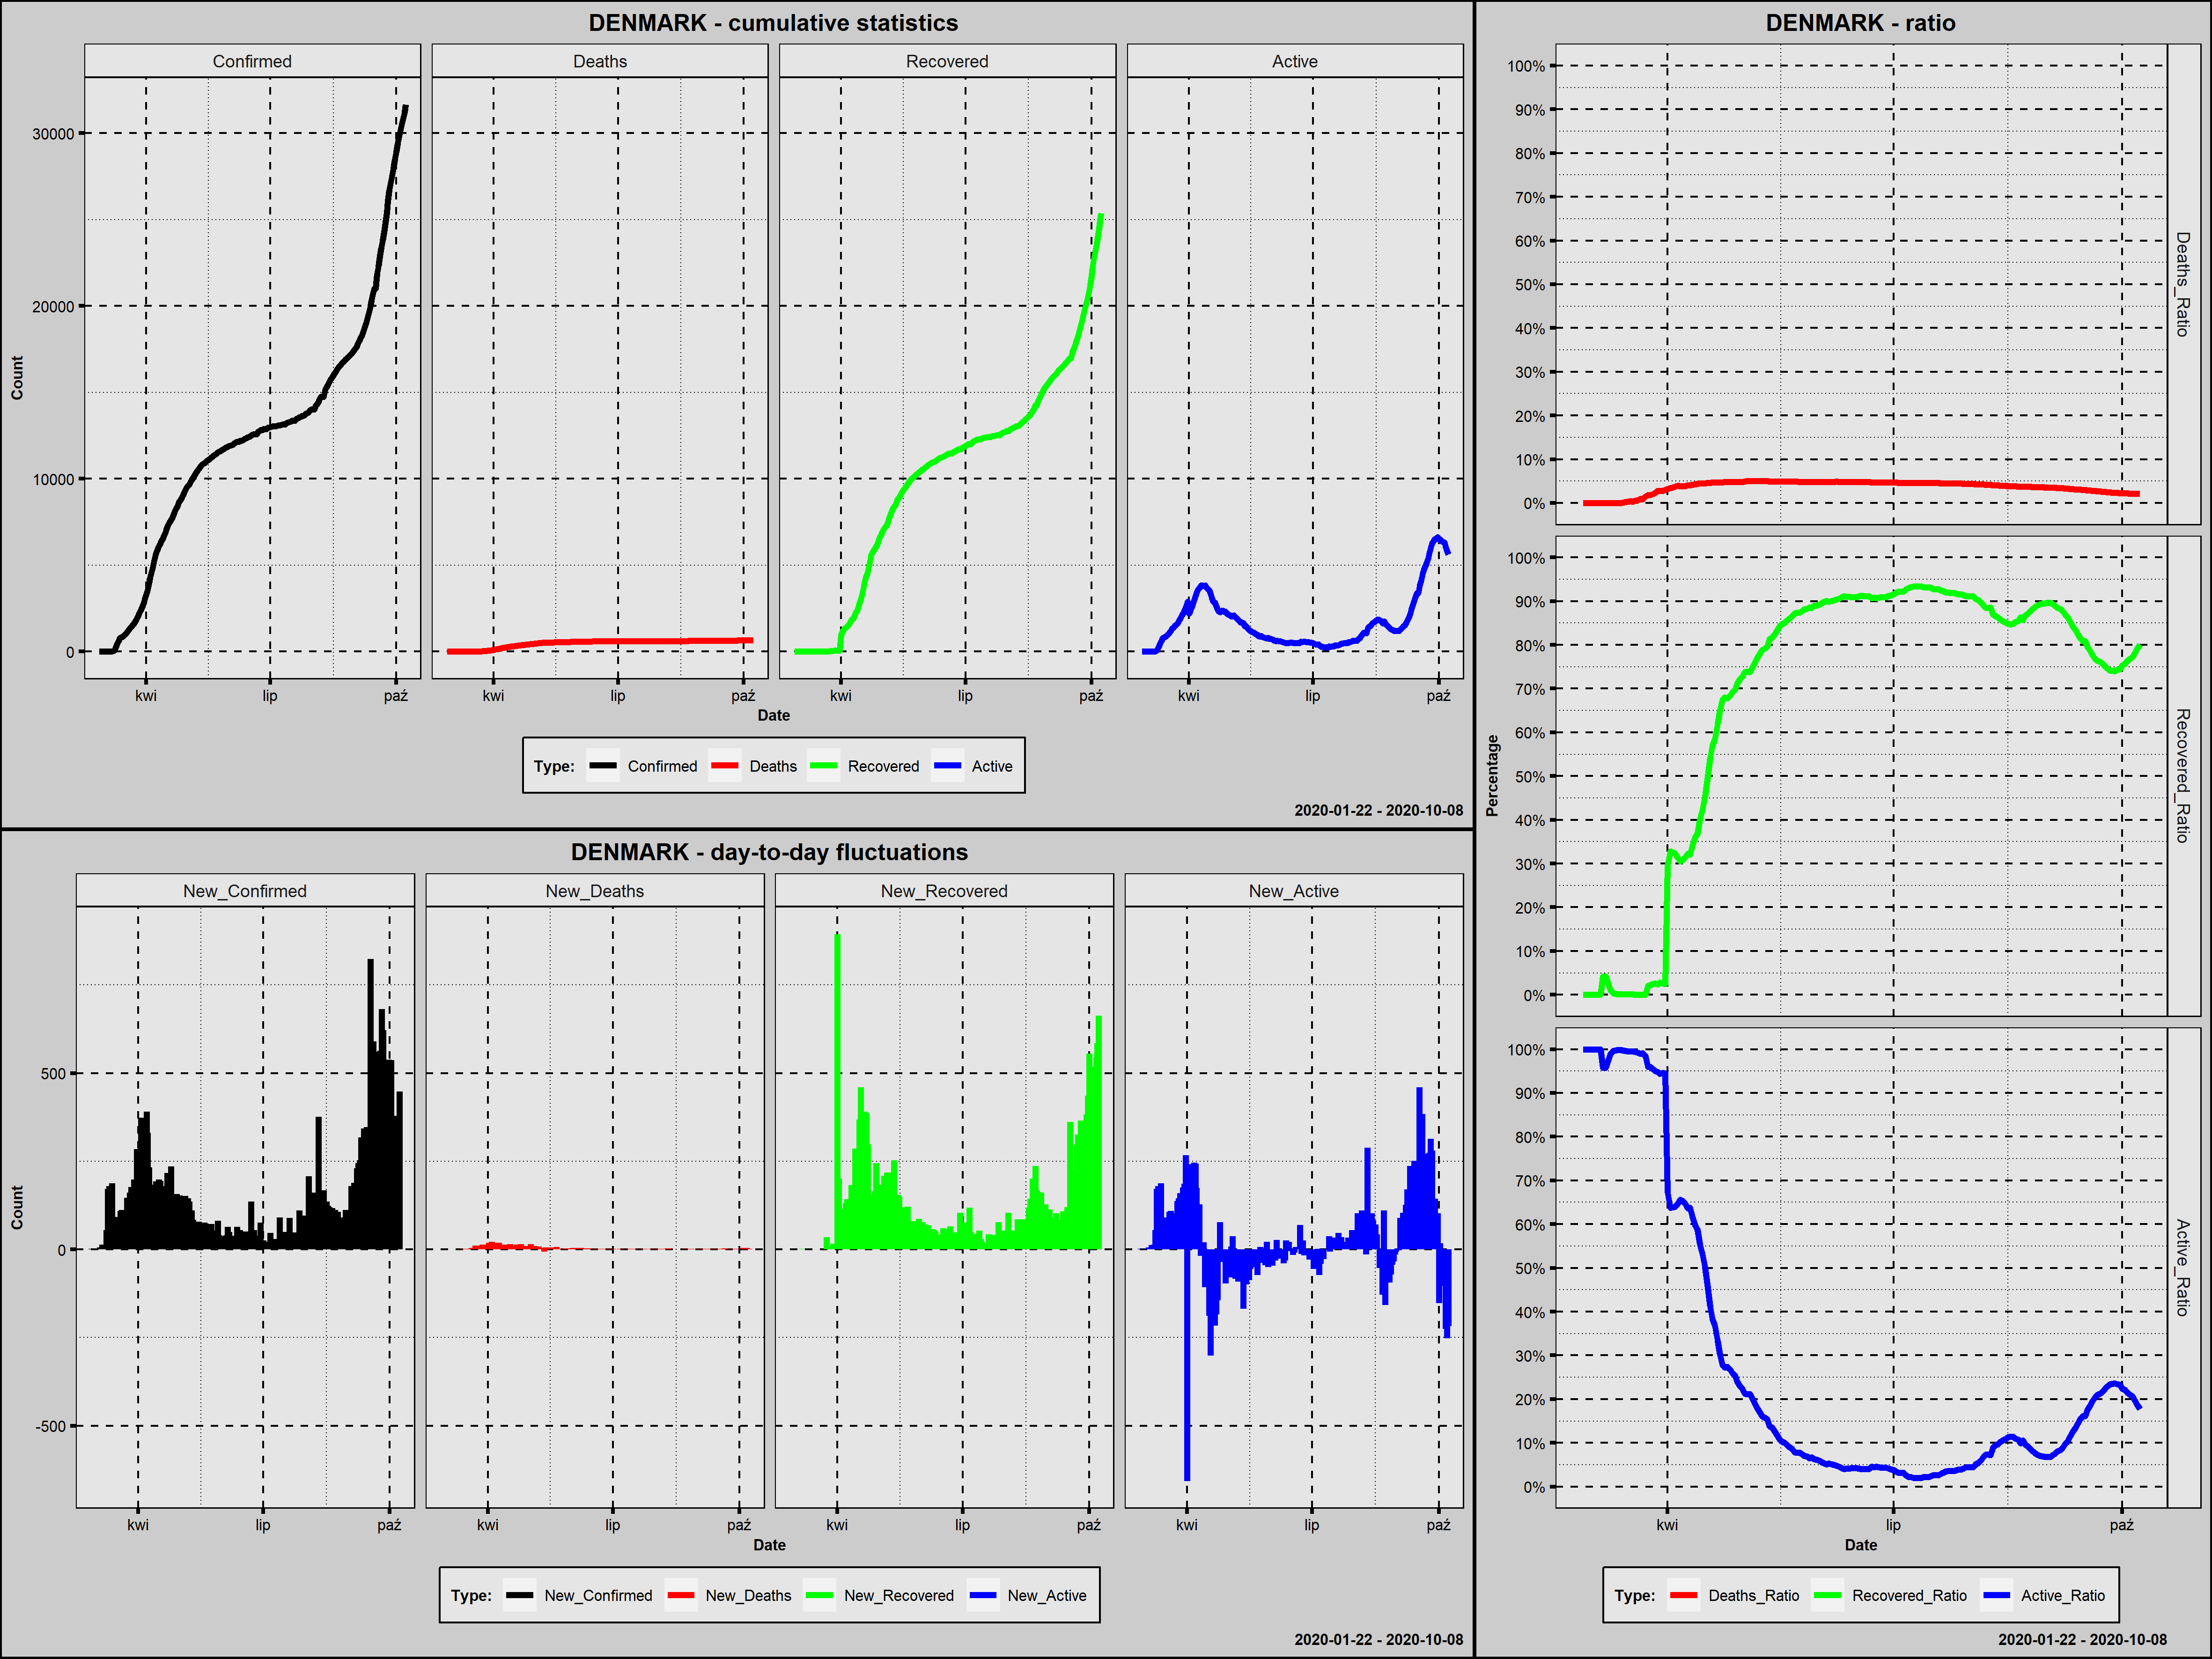 DENMARK - cumulative statistics
Confirmed Deaths Recovered Active
Count
30000
20000
10000
0
kwi lip paź kwi lip paź kwi lip paź kwi lip paź
Date
Type: Confirmed Deaths Recovered Active
2020-01-22 - 2020-10-08
DENMARK - day-to-day fluctuations
New_Confirmed New_Deaths New_Recovered New_Active
Count
500
0
-500
kwi lip paź kwi lip paź kwi lip paź kwi lip paź
Date
Type: New_Confirmed New_Deaths New_Recovered New_Active
2020-01-22 - 2020-10-08
DENMARK - ratio
Percentage
100%
90%
80%
70%
60%
50%
40%
30%
20%
10%
0%
Deaths_Ratio
100%
90%
80%
70%
60%
50%
40%
30%
20%
10%
0%
Recovered_Ratio
100%
90%
80%
70%
60%
50%
40%
30%
20%
10%
0%
Active_Ratio
kwi lip paź
Date
Type: Deaths_Ratio Recovered_Ratio Active_Ratio
2020-01-22 - 2020-10-08